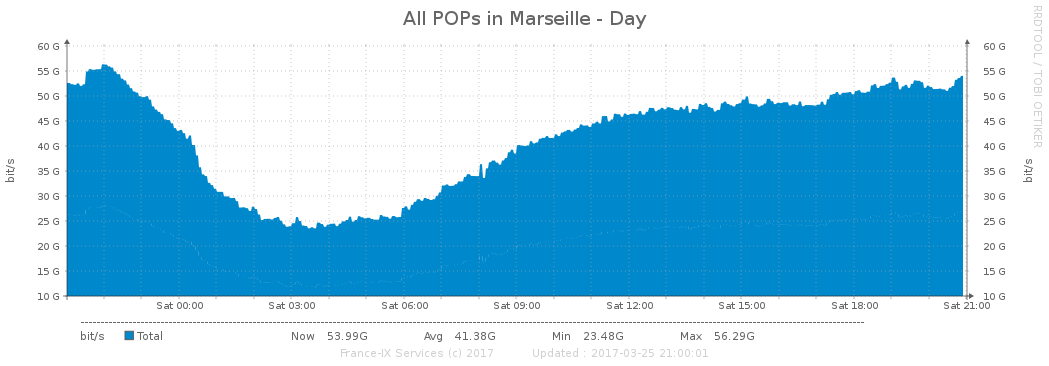 All POPs in Marseille - Day
RRDTOOL / TOBI OETIKER
60 G 60 G
55 G 55 G
50 G 50 G
45 G 45 G
40 G 40 G
35 G 35 G
30 G 30 G
25 G 25 G
20 G 20 G
15 G 15 G
10 G 10 G
bit/s bit/s
Sat 00:00 Sat 03:00 Sat 06:00 Sat 09:00 Sat 12:00 Sat 15:00 Sat 18:00 Sat 21:00
bit/s Total Now 53.99G Avg 41.38G Min 23.48G Max 56.29G
France-IX Services (c) 2017 Updated : 2017-03-25 21:00:01